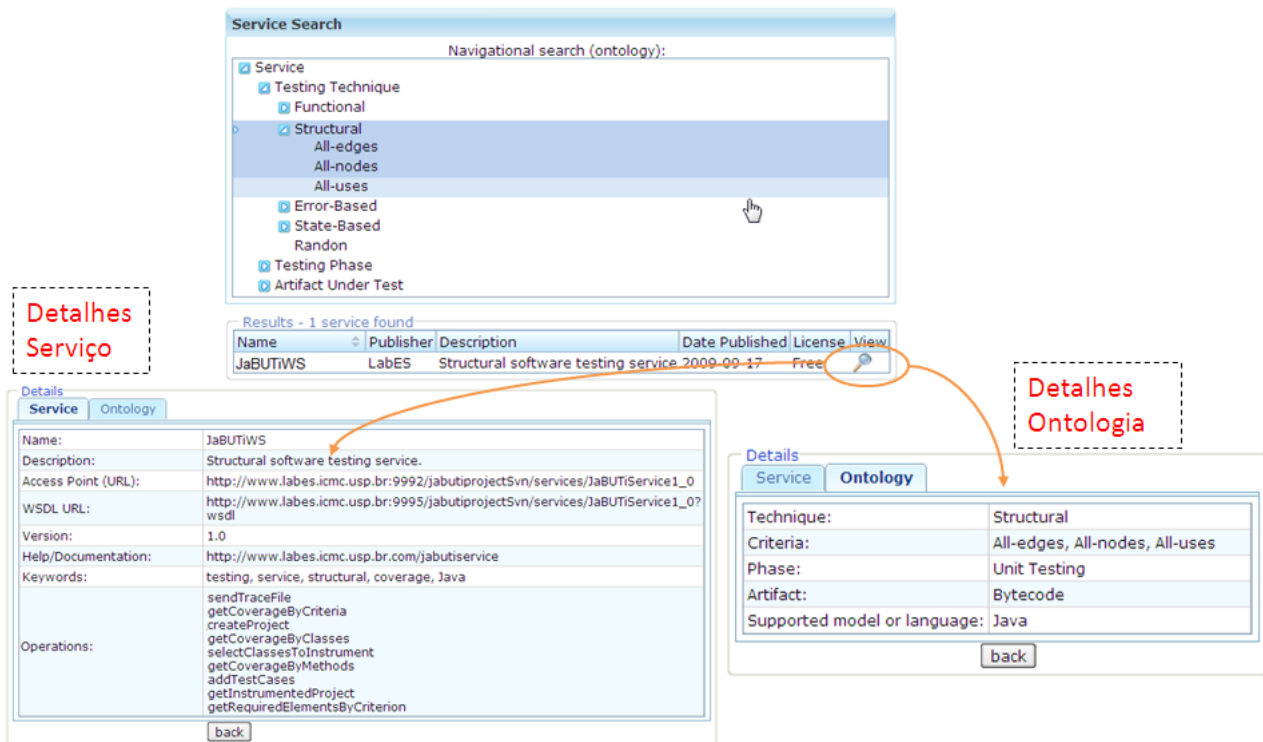 Service Search
Navigational search (ontology):
Service
Testing Technique
Functional
Structural
All-edges
All-nodes
All-uses
Error-Based
State-Based
Randon
Testing Phase
Artifact Under Test
Detalhes
Serviço
Results - 1 service found
Name Publisher Description Date Published License View
JaBUTiWS LabES Structural software testing service 2009-09-17 Free
Detalhes
Ontologia
Details
Service Ontology
Name: JaBUTiWS
Description: Structural software testing service.
Access Point (URL): http://www.labes.icmc.usp.br:9992/jabutiprojectSvn/services/JaBUTiService1_0
WSDL URL: http://www.labes.icmc.usp.br:9995/jabutiprojectSvn/services/JaBUTiService1_0?
wsdl
Version: 1.0
Help/Documentation: http://www.labes.icmc.usp.br.com/jabutiservice
Keywords: testing, service, structural, coverage, Java
Operations:
sendTraceFile
getCoverageByCriteria
createProject
getCoverageByClasses
selectClassesToInstrument
getCoverageByMethods
addTestCases
getInstrumentedProject
getRequiredElementsByCriterion
back
Details
Service Ontology
Technique: Structural
Criteria: All-edges, All-nodes, All-uses
Phase: Unit Testing
Artifact: Bytecode
Supported model or language: Java
back